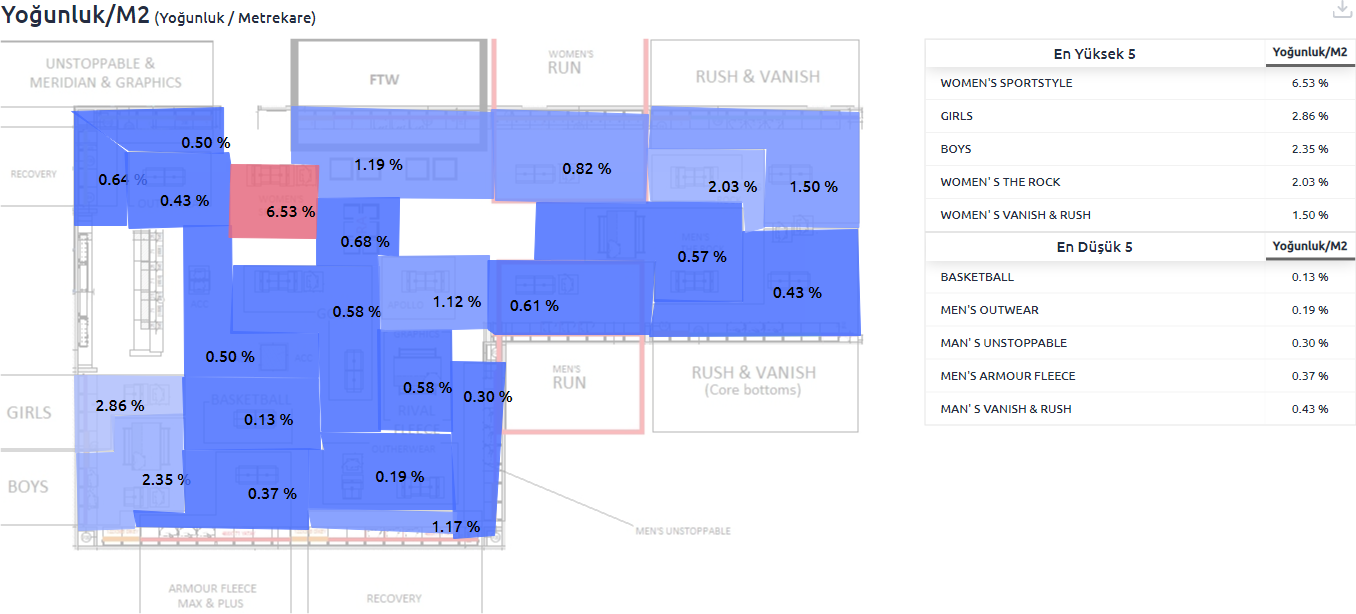 Yoğunluk/M2 (Yoğunluk / Metrekare)
UNSTOPPABLE &
MERIDIAN & GRAPHICS
FTW
WOMEN'S
RUN
RUSH & VANISH
RECOVERY
0.50 %
0.64 %
0.43 %
6.53 %
1.19 %
0.82 %
2.03 %
1.50 %
0.68 %
0.57 %
0.43 %
0.58 %
1.12 %
0.61 %
0.50 %
0.58 %
0.30 %
MEN'S
RUN
RUSH & VANISH
(Core bottoms)
GIRLS
2.86 %
BASKETBALL
0.13 %
RIVAL
BOYS
2.35 %
0.37 %
0.19 %
1.17 %
MEN'S UNSTOPPABLE
ARMOUR FLEECE
MAX & PLUS
RECOVERY
En Yüksek 5 Yoğunluk/M2
WOMEN'S SPORTSTYLE 6.53 %
GIRLS 2.86 %
BOYS 2.35 %
WOMEN' S THE ROCK 2.03 %
WOMEN' S VANISH & RUSH 1.50 %
En Düşük 5 Yoğunluk/M2
BASKETBALL 0.13 %
MEN'S OUTWEAR 0.19 %
MAN' S UNSTOPPABLE 0.30 %
MEN'S ARMOUR FLEECE 0.37 %
MAN' S VANISH & RUSH 0.43 %